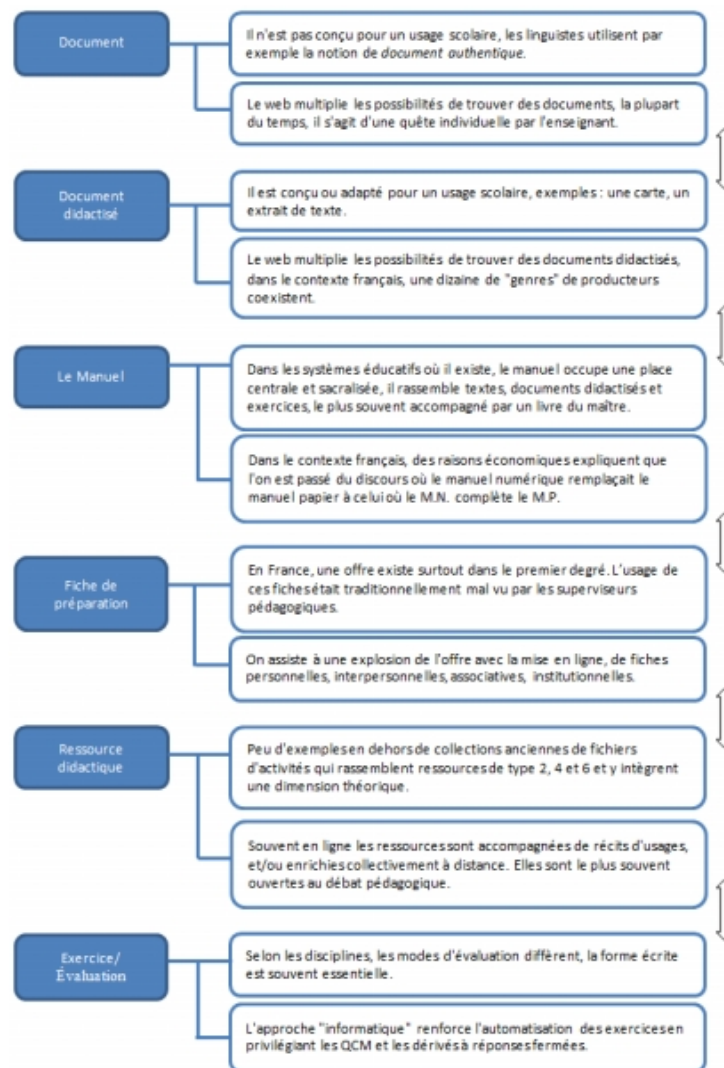 Document
Il n'est pas conçu pour un usage scolaire, les linguistes utilisent par
exemple la notion de document authentique.
Le web multiplie les possibilités de trouver des documents, la plupart
du temps, il s'agit d'une quête individuelle par l'enseignant.
Document
didactisé
Il est conçu ou adapté pour un usage scolaire, exemples : une carte, un
extrait de texte.
Le web multiplie les possibilités de trouver des documents didactisés,
dans le contexte français, une dizaine de "genres" de producteurs
coexistent.
Le Manuel
Dans les systèmes éducatifs où il existe, le manuel occupe une place
centrale et sacralisée, il rassemble textes, documents didactisés et
exercices, le plus souvent accompagné par un livre du maître.
Dans le contexte français, des raisons économiques expliquent que
l'on est passé du discours où le manuel numérique remplaçait le
manuel papier à celui où le M.N. complète le M.P.
Fiche de
préparation
En France, une offre existe surtout dans le premier degré. L'usage de
ces fiches était traditionnellement mal vu par les superviseurs
pédagogiques.
On assiste à une explosion de l'offre avec la mise en ligne, de fiches
personnelles, interpersonnelles, associatives, institutionnelles.
Ressource
didactique
Peu d'exemples en dehors de collections anciennes de fichiers
d'activités qui rassemblent ressources de type 2, 4 et 6 et y intègrent
une dimension théorique.
Souvent en ligne les ressources sont accompagnées de récits d'usages,
et/ou enrichies collectivement à distance. Elles sont le plus souvent
ouvertes au débat pédagogique.
Exercice/
Évaluation
Selon les disciplines, les modes d'évaluation diffèrent, la forme écrite
est souvent essentielle.
L'approche "informatique" renforce l'automatisation des exercices en
privilégiant les QCM et les dérivés à réponses fermées.